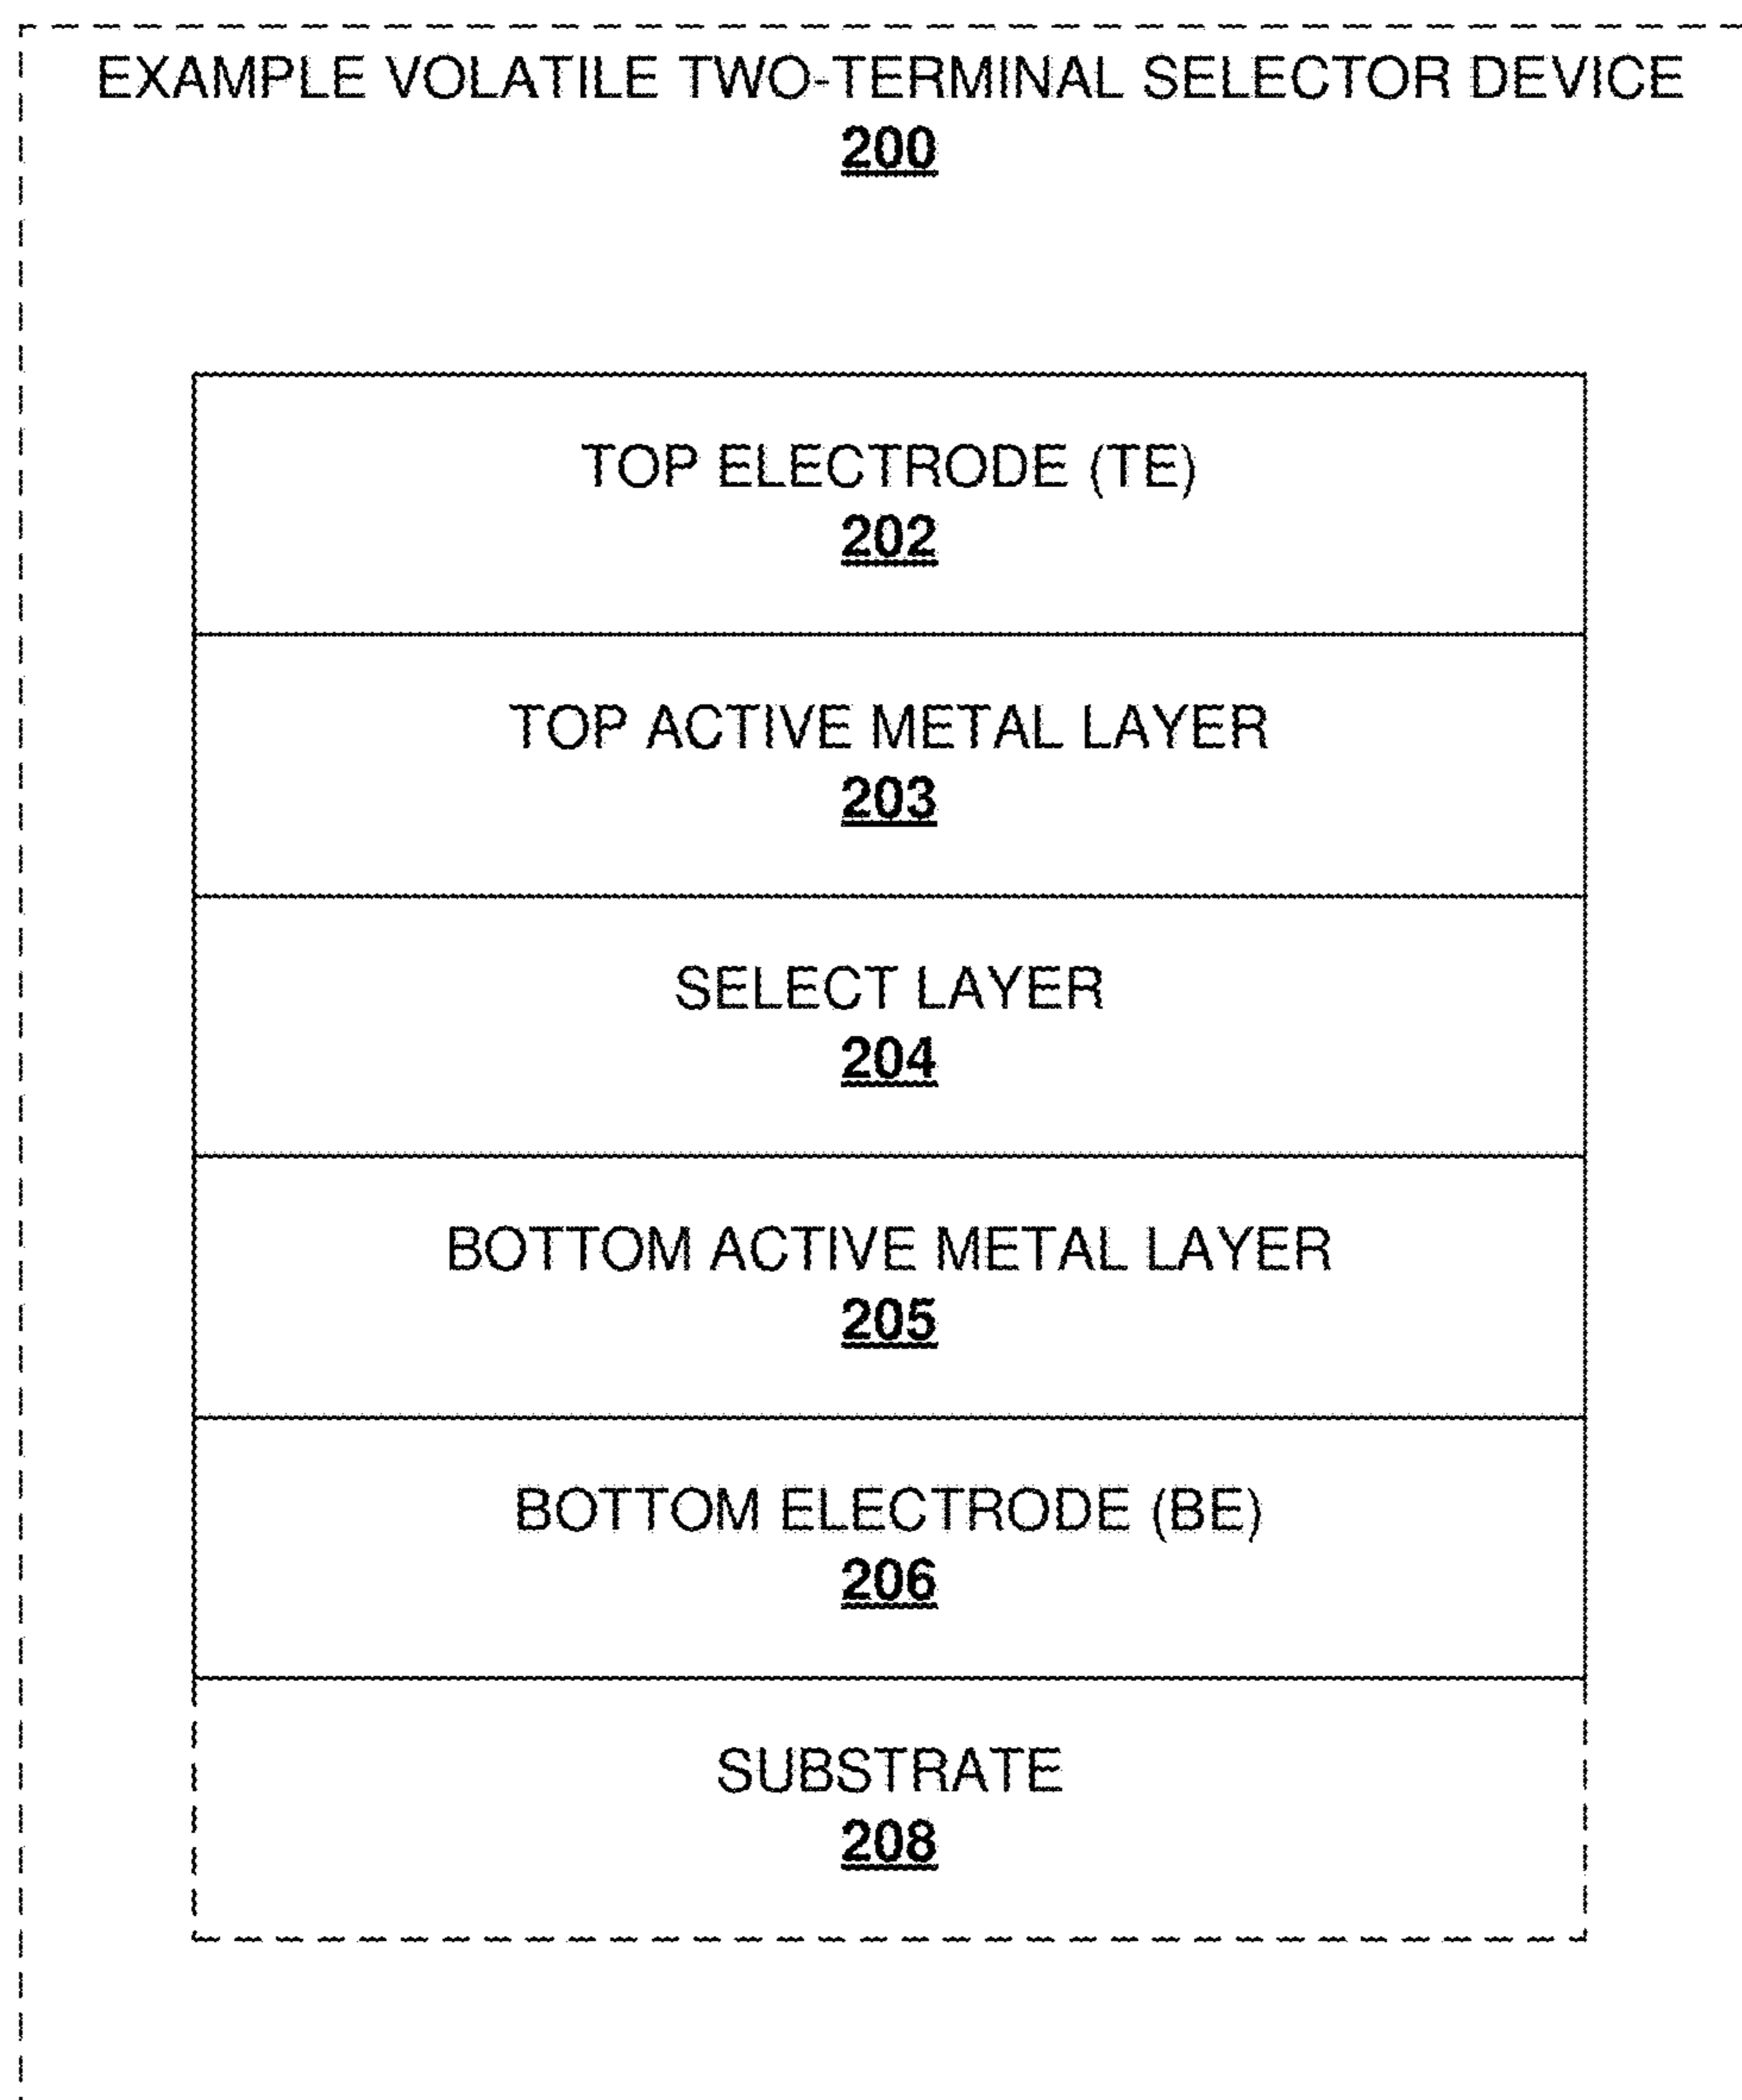 EXAMPLE VOLATILE TWO-TERMINAL SELECTOR DEVICE
200
TOP ELECTRODE (TE)
202
TOP ACTIVE METAL LAYER
203
SELECT LAYER
204
BOTTOM ACTIVE METAL LAYER
205
BOTTOM ELECTRODE (BE)
206
SUBSTRATE
208